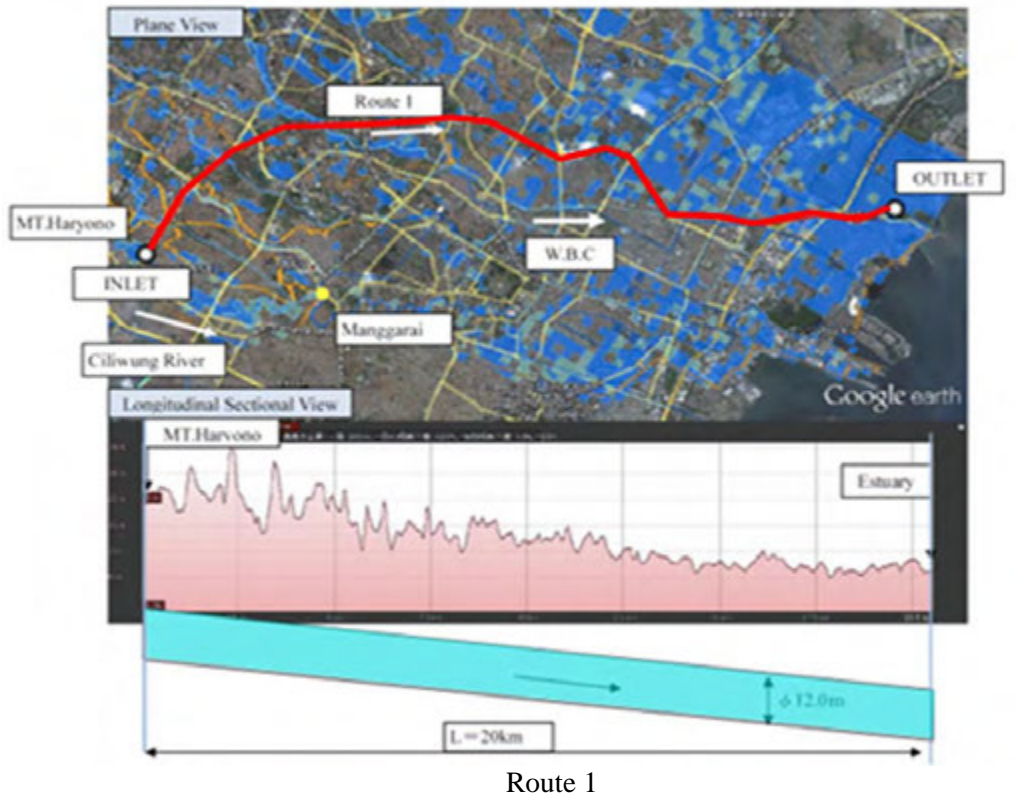 Plane View
Route 1
OUTLET
MT.Haryono
W.B.C
INLET
Manggarai
Ciliwung River
Google earth
Longitudinal Sectional View
MT.Haryono
Estuary
ϕ 12.0m
L=20km
Route 1